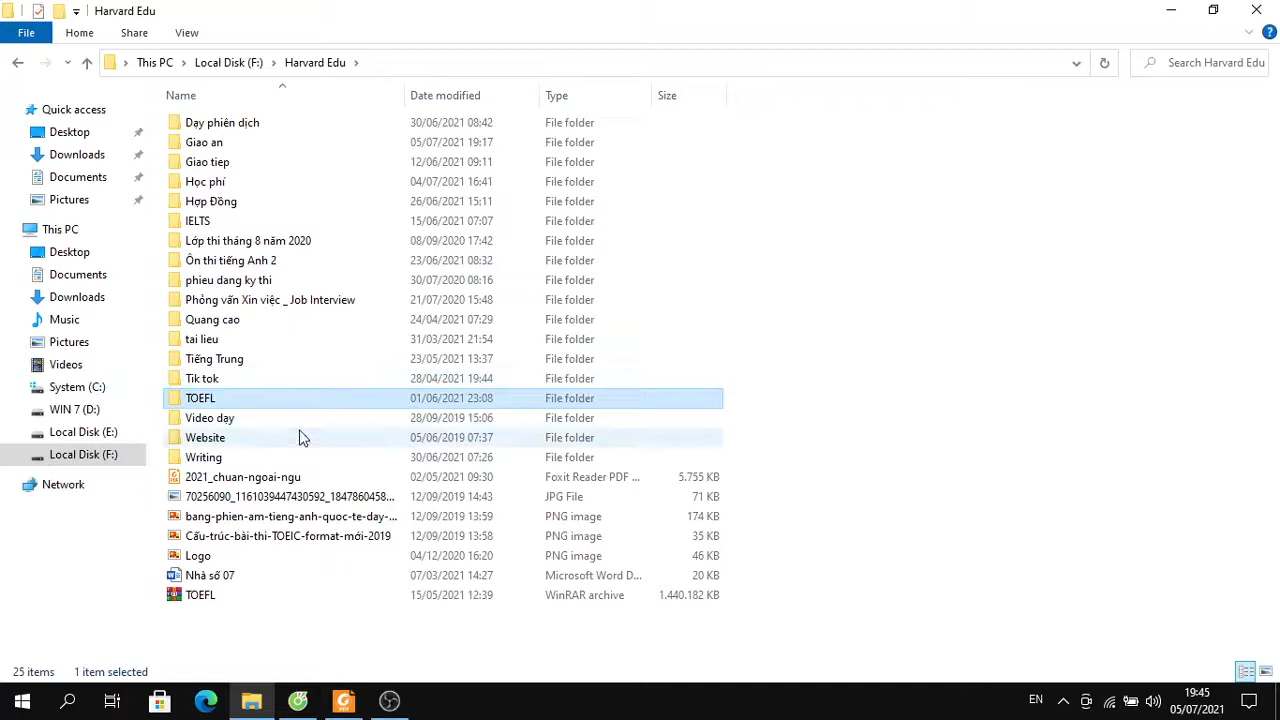 Harvard Edu
File Home Share View
This PC Local Disk (F:) Harvard Edu Search Harvard Edu
Name Date modified Type Size
Quick access
Desktop
Downloads
Documents
Pictures
This PC
Desktop
Documents
Downloads
Music
Pictures
Videos
System (C:)
WIN 7 (D:)
Local Disk (E:)
Local Disk (F:)
Network
Dạy phiên dịch 30/06/2021 08:42 File folder
Giao an 05/07/2021 19:17 File folder
Giao tiep 12/06/2021 09:11 File folder
Học phí 04/07/2021 16:41 File folder
Hợp Đồng 26/06/2021 15:11 File folder
IELTS 15/06/2021 07:07 File folder
Lớp thi tháng 8 năm 2020 08/09/2020 17:42 File folder
Ôn thi tiếng Anh 2 23/06/2021 08:32 File folder
phieu dang ky thi 30/07/2020 08:16 File folder
Phỏng vấn Xin việc _ Job Interview 21/07/2020 15:48 File folder
Quang cao 24/04/2021 07:29 File folder
tai lieu 31/03/2021 21:54 File folder
Tiếng Trung 23/05/2021 13:37 File folder
Tik tok 28/04/2021 19:44 File folder
TOEFL 01/06/2021 23:08 File folder
Video dạy 28/09/2019 15:06 File folder
Website 05/06/2019 07:37 File folder
Writing 30/06/2021 07:26 File folder
2021_chuan-ngoai-ngu 02/05/2021 09:30 Foxit Reader PDF ... 5.755 KB
70256090_1161039447430592_1847860458... 12/09/2019 14:43 JPG File 71 KB
bang-phien-am-tieng-anh-quoc-te-day-... 12/09/2019 13:59 PNG image 174 KB
Cấu-trúc-bài-thi-TOEIC-format-mới-2019 12/09/2019 13:58 PNG image 35 KB
Logo 04/12/2020 16:20 PNG image 46 KB
Nhà số 07 07/03/2021 14:27 Microsoft Word D... 20 KB
TOEFL 15/05/2021 12:39 WinRAR archive 1.440.182 KB
25 items 1 item selected
EN 19:45
05/07/2021